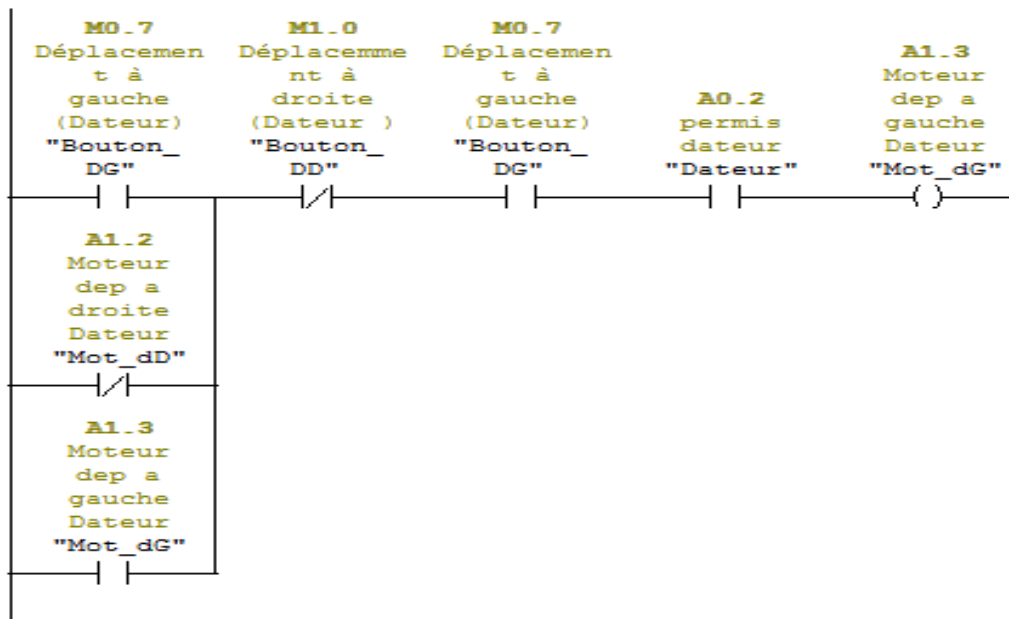 M0.7
Déplacemen
t à
gauche
(Dateur)
"Bouton_
DG"
M1.0
Déplacemme
nt à
droite
(Dateur )
"Bouton_
DD"
M0.7
Déplacemen
t à
gauche
(Dateur)
"Bouton_
DG"
A0.2
permis
dateur
"Dateur"
A1.3
Moteur
dep a
gauche
Dateur
"Mot_dG"
A1.2
Moteur
dep a
droite
Dateur
"Mot_dD"
A1.3
Moteur
dep a
gauche
Dateur
"Mot_dG"